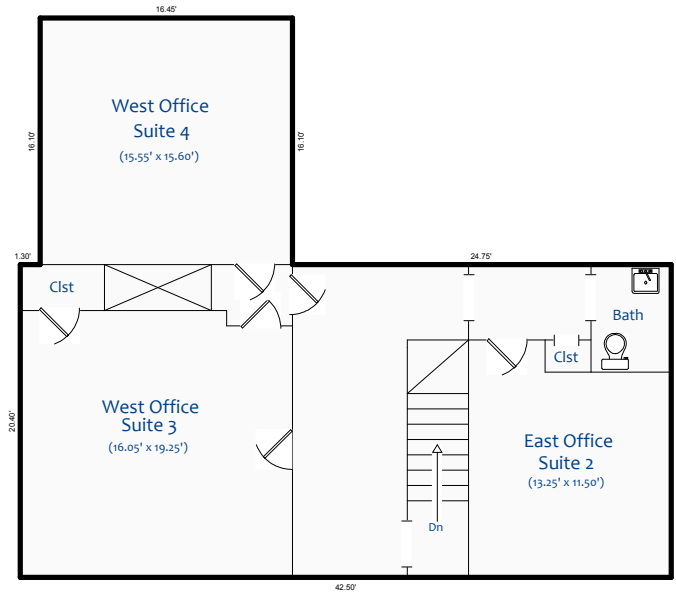 16.45'
West Office
Suite 4
(15.55' x 15.60')
16.10'
16.10'
1.30'
24.75'
Clst
Bath
Clst
20.40'
West Office
Suite 3
(16.05' x 19.25')
East Office
Suite 2
(13.25' x 11.50')
Dn
42.50'